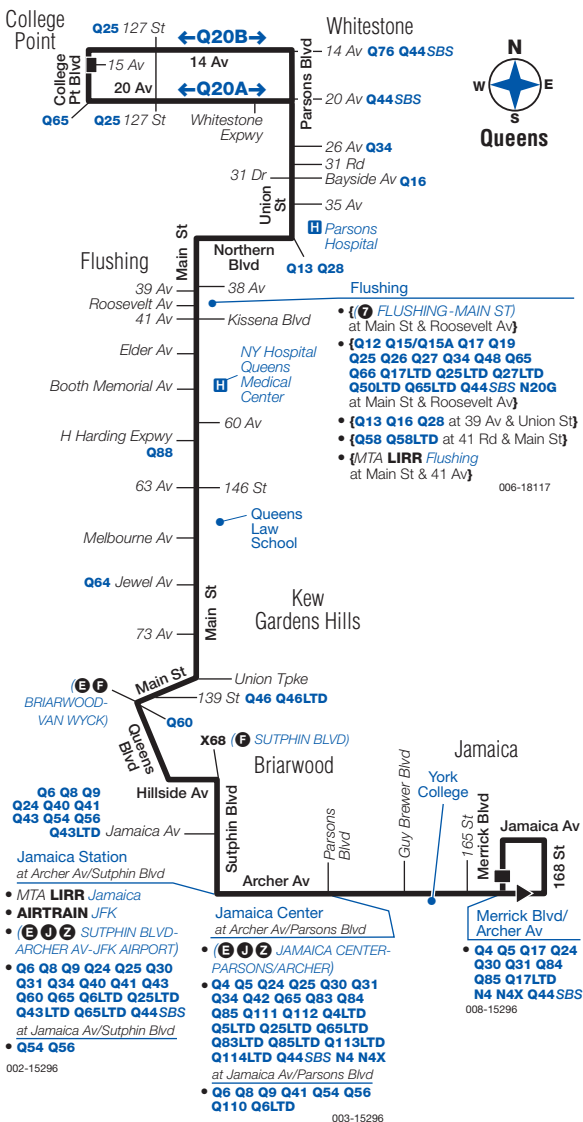 College
Point
Q25 127 St
←Q20B→
14 Av
15 Av
20 Av
←Q20A→
College
Pt Blvd
Q65
Q25 127 St
Whitestone
Expwy
Whitestone
Parsons Blvd
14 Av Q76 Q44SBS
20 Av Q44SBS
N
W
E
S
Queens
26 Av Q34
31 Rd
31 Dr
Bayside Av Q16
35 Av
Union
St
H Parsons
Hospital
Northern
Blvd
Q13 Q28
Main St
Flushing
39 Av
38 Av
Roosevelt Av
41 Av
Kissena Blvd
Elder Av
NY Hospital
Queens
Medical
Center
H
Booth Memorial Av
60 Av
H Harding Expwy
Q88
63 Av
146 St
Queens
Law
School
Melbourne Av
Q64 Jewel Av
73 Av
Main St
Kew
Gardens Hills
Flushing
• {(7 FLUSHING-MAIN ST)
at Main St & Roosevelt Av}
• {Q12 Q15/Q15A Q17 Q19
Q25 Q26 Q27 Q34 Q48 Q65
Q66 Q17LTD Q25LTD Q27LTD
Q50LTD Q65LTD Q44SBS N20G
at Main St & Roosevelt Av}
• {Q13 Q16 Q28 at 39 Av & Union St}
• {Q58 Q58LTD at 41 Rd & Main St}
• {MTA LIRR Flushing
at Main St & 41 Av}
006-18117
Main St
Union Tpke
139 St Q46 Q46LTD
(E F
BRIARWOOD-
VAN WYCK)
Q60
Queens
Blvd
X68 (F SUTPHIN BLVD)
Briarwood
Hillside Av
Sutphin Blvd
Q6 Q8 Q9
Q24 Q40 Q41
Q43 Q54 Q56
Q43LTD Jamaica Av
Jamaica
Parsons
Blvd
Guy Brewer Blvd
York
College
165 St
Merrick Blvd
Jamaica Av
168 St
Archer Av
Jamaica Station
at Archer Av/Sutphin Blvd
• MTA LIRR Jamaica
• AIRTRAIN JFK
• (E J Z SUTPHIN BLVD-
ARCHER AV-JFK AIRPORT)
• Q6 Q8 Q9 Q24 Q25 Q30
Q31 Q34 Q40 Q41 Q43
Q60 Q65 Q6LTD Q25LTD
Q43LTD Q65LTD Q44SBS
at Jamaica Av/Sutphin Blvd
• Q54 Q56
002-15296
Jamaica Center
at Archer Av/Parsons Blvd
• (E J Z JAMAICA CENTER-
PARSONS/ARCHER)
• Q4 Q5 Q24 Q25 Q30 Q31
Q34 Q42 Q65 Q83 Q84
Q85 Q111 Q112 Q4LTD
Q5LTD Q25LTD Q65LTD
Q83LTD Q85LTD Q113LTD
Q114LTD Q44SBS N4 N4X
at Jamaica Av/Parsons Blvd
• Q6 Q8 Q9 Q41 Q54 Q56
Q110 Q6LTD
003-15296
Merrick Blvd/
Archer Av
• Q4 Q5 Q17 Q24
Q30 Q31 Q84
Q85 Q17LTD
N4 N4X Q44SBS
008-15296